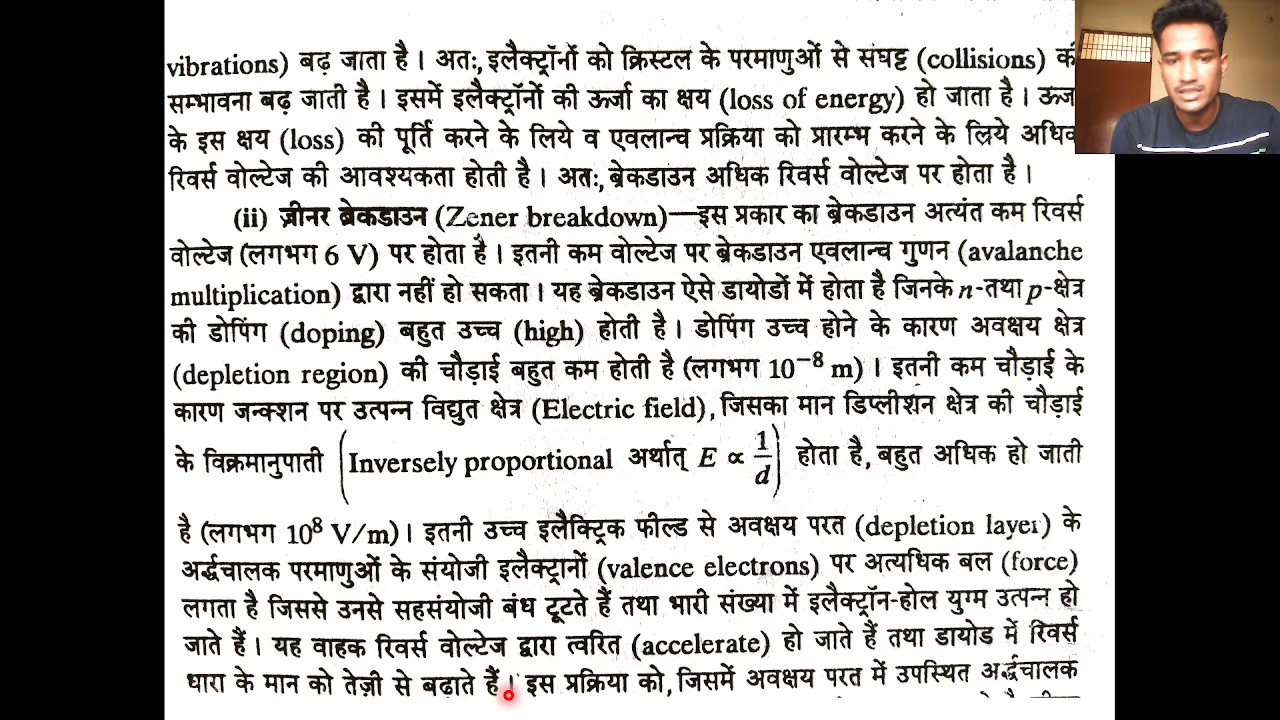 vibrations) बढ़ जाता है। अतः, इलैक्ट्रॉनों को क्रिस्टल के परमाणुओं से संघट्ट (collisions) की
सम्भावना बढ़ जाती है। इसमें इलैक्ट्रॉनों की ऊर्जा का क्षय (loss of energy) हो जाता है।
के इस क्षय (loss) की पूर्ति करने के लिये व एवलान्च प्रक्रिया को प्रारम्भ करने के लिये अधिक
रिवर्स वोल्टेज की आवश्यकता होती है। अतः, ब्रेकडाउन अधिक रिवर्स वोल्टेज पर होता है।
(ii) ज़ीनर ब्रेकडाउन (Zener breakdown)—इस प्रकार का ब्रेकडाउन अत्यंत कम रिवर्स
वोल्टेज (लगभग 6 V) पर होता है। इतनी कम वोल्टेज पर ब्रेकडाउन एवलान्च गुणन (avalanche
multiplication) द्वारा नहीं हो सकता। यह ब्रेकडाउन ऐसे डायोडों में होता है जिनके n-तथा p-क्षेत्र
की डोपिंग (doping) बहुत उच्च (high) होती है। डोपिंग उच्च होने के कारण अवक्षय क्षेत्र
(depletion region) की चौड़ाई बहुत कम होती है (लगभग 10⁻⁸ m)। इतनी कम चौड़ाई के
कारण जन्क्शन पर उत्पन्न विद्युत क्षेत्र (Electric field), जिसका मान डिप्लीशन क्षेत्र की चौड़ाई
के विक्रमानुपाती (Inversely proportional अर्थात् E ∝ 1/d) होता है, बहुत अधिक हो जाती
है (लगभग 10⁸ V/m)। इतनी उच्च इलैक्ट्रिक फील्ड से अवक्षय परत (depletion layer) के
अर्द्धचालक परमाणुओं के संयोजी इलैक्ट्रानों (valence electrons) पर अत्यधिक बल (force)
लगता है जिससे उनसे सहसंयोजी बंध टूटते हैं तथा भारी संख्या में इलैक्ट्रॉन-होल युग्म उत्पन्न हो
जाते हैं। यह वाहक रिवर्स वोल्टेज द्वारा त्वरित (accelerate) हो जाते हैं तथा डायोड में रिवर्स
धारा के मान को तेज़ी से बढ़ाते हैं। इस प्रक्रिया को, जिसमें अवक्षय परत में उपस्थित अर्द्धचालक